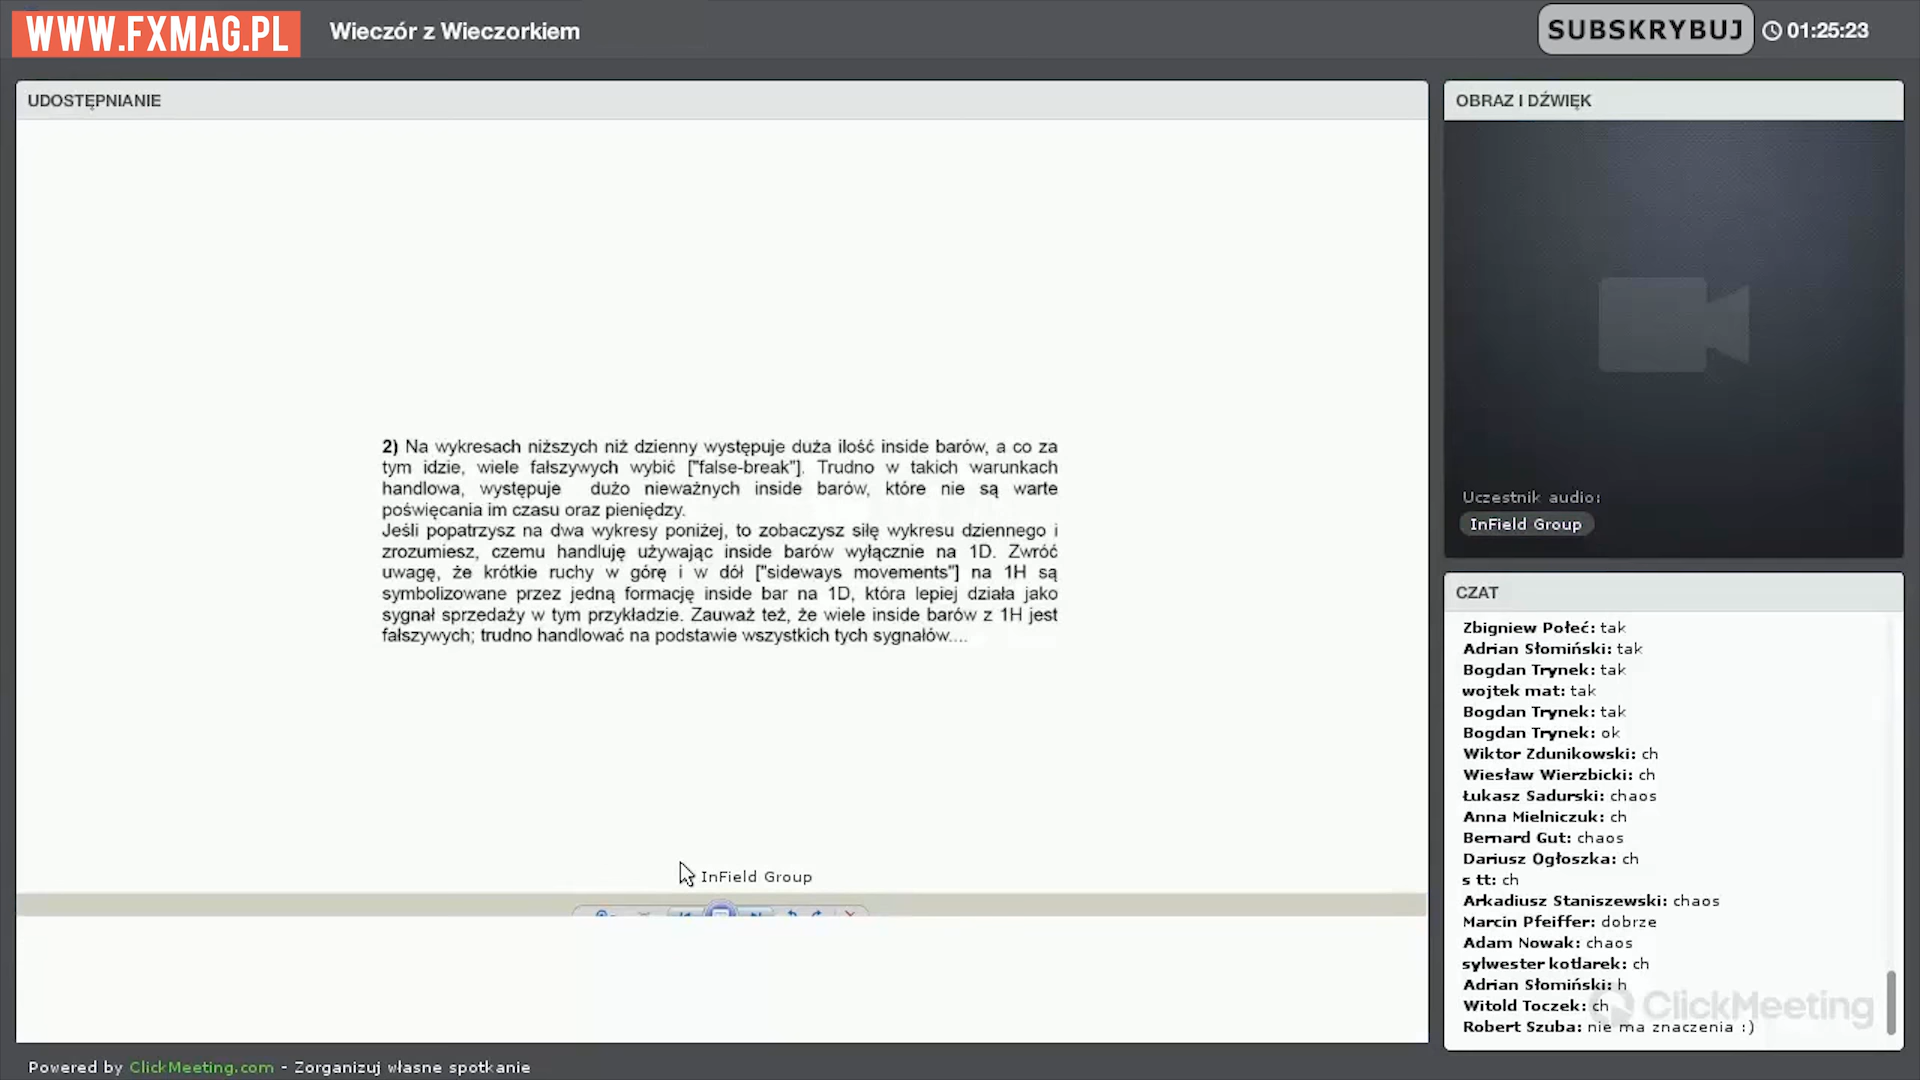 WWW.FXMAG.PL
Wieczór z Wieczorkiem
SUBSKRYBUJ
01:25:23
UDOSTĘPNIANIE
2) Na wykresach niższych niż dzienny występuje duża ilość inside barów, a co za
tym idzie, wiele fałszywych wybić ["false-break"]. Trudno w takich warunkach
handlowa, występuje dużo nieważnych inside barów, które nie są warte
poświęcania im czasu oraz pieniędzy.
Jeśli popatrzysz na dwa wykresy poniżej, to zobaczysz siłę wykresu dziennego i
zrozumiesz, czemu handluję używając inside barów wyłącznie na 1D. Zwróć
uwagę, że krótkie ruchy w górę i w dół ["sideways movements"] na 1H są
symbolizowane przez jedną formację inside bar na 1D, która lepiej działa jako
sygnał sprzedaży w tym przykładzie. Zauważ też, że wiele inside barów z 1H jest
fałszywych; trudno handlować na podstawie wszystkich tych sygnałów....
InField Group
OBRAZ I DŹWIĘK
Uczestnik audio:
InField Group
CZAT
Zbigniew Połeć: tak
Adrian Słomiński: tak
Bogdan Trynek: tak
wojtek mat: tak
Bogdan Trynek: tak
Bogdan Trynek: ok
Wiktor Zdunikowski: ch
Wiesław Wierzbicki: ch
Łukasz Sadurski: chaos
Anna Mielniczuk: ch
Bernard Gut: chaos
Dariusz Ogłoszka: ch
s tt: ch
Arkadiusz Staniszewski: chaos
Marcin Pfeiffer: dobrze
Adam Nowak: chaos
sylwester kotlarek: ch
Adrian Słomiński: h
Witold Toczek: ch
Robert Szuba: nie ma znaczenia :)
ClickMeeting
Powered by ClickMeeting.com - Zorganizuj własne spotkanie